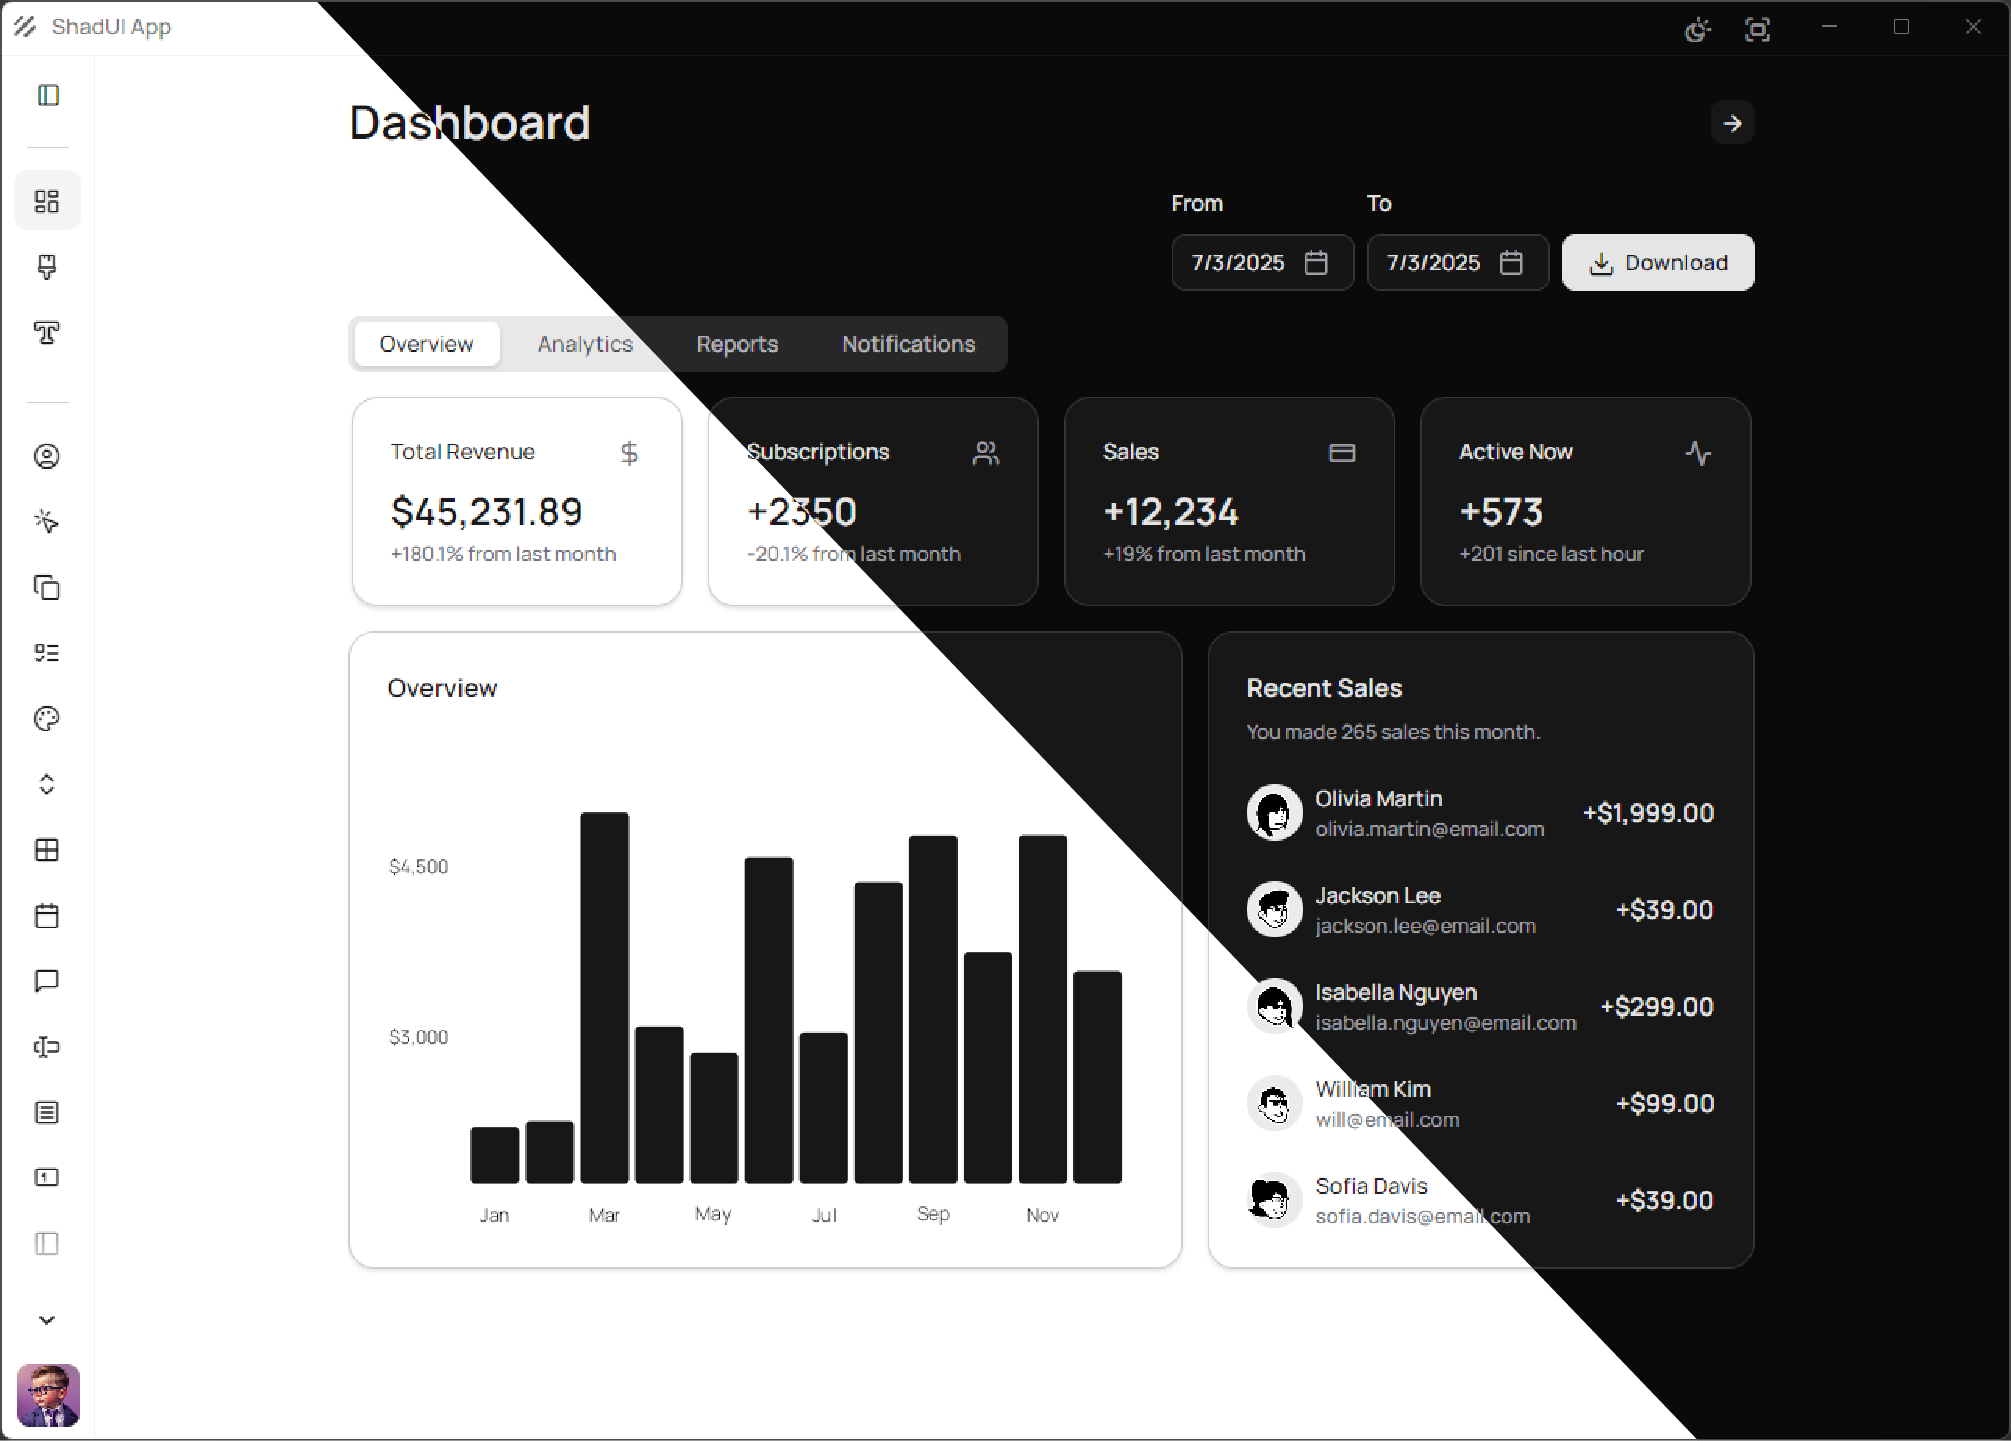 ShadUI App
Dashboard
From
To
7/3/2025
7/3/2025
Download
Overview
Analytics
Reports
Notifications
Total Revenue
$45,231.89
+180.1% from last month
Subscriptions
+2350
-20.1% from last month
Sales
+12,234
+19% from last month
Active Now
+573
+201 since last hour
Overview
$4,500
$3,000
Jan
Mar
May
Jul
Sep
Nov
Recent Sales
You made 265 sales this month.
Olivia Martin
olivia.martin@email.com
+$1,999.00
Jackson Lee
jackson.lee@email.com
+$39.00
Isabella Nguyen
isabella.nguyen@email.com
+$299.00
William Kim
will@email.com
+$99.00
Sofia Davis
sofia.davis@email.com
+$39.00